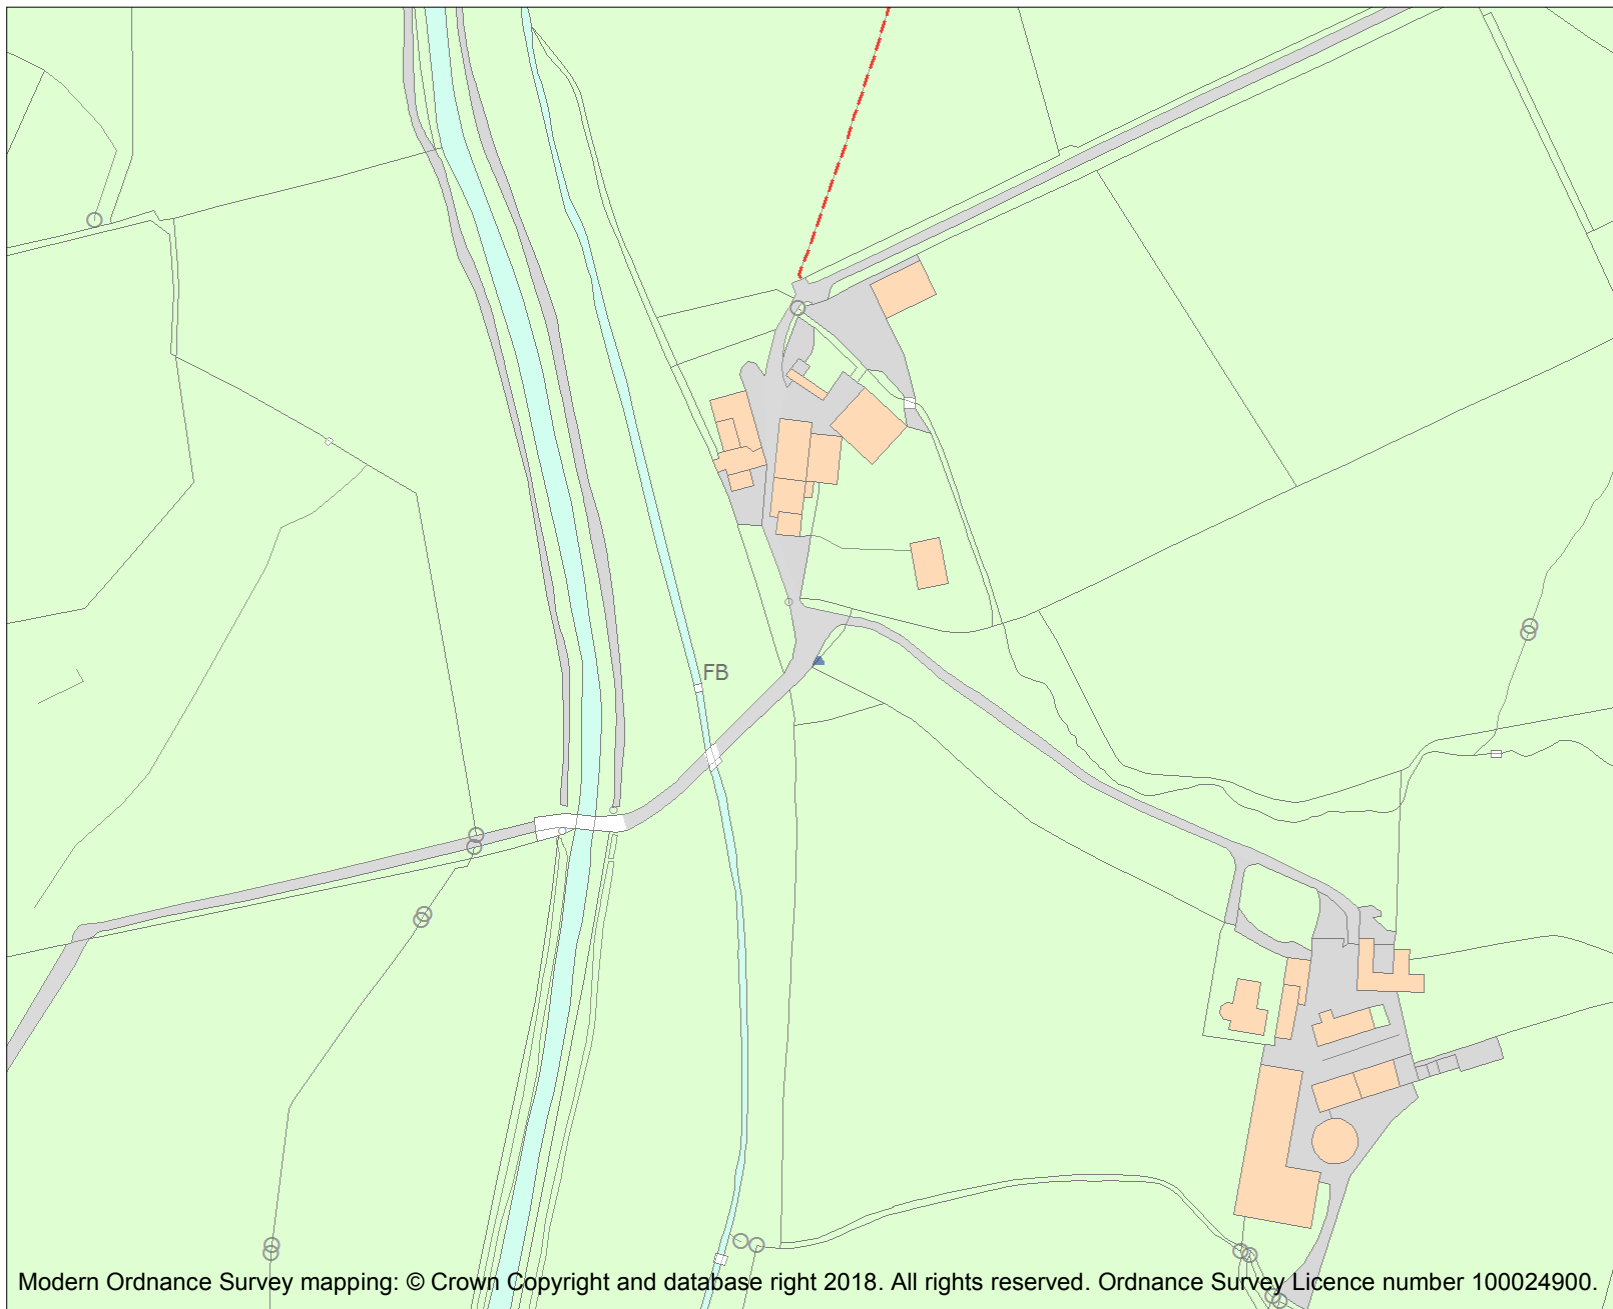 FB
Modern Ordnance Survey mapping: © Crown Copyright and database right 2018. All rights reserved. Ordnance Survey Licence number 100024900.